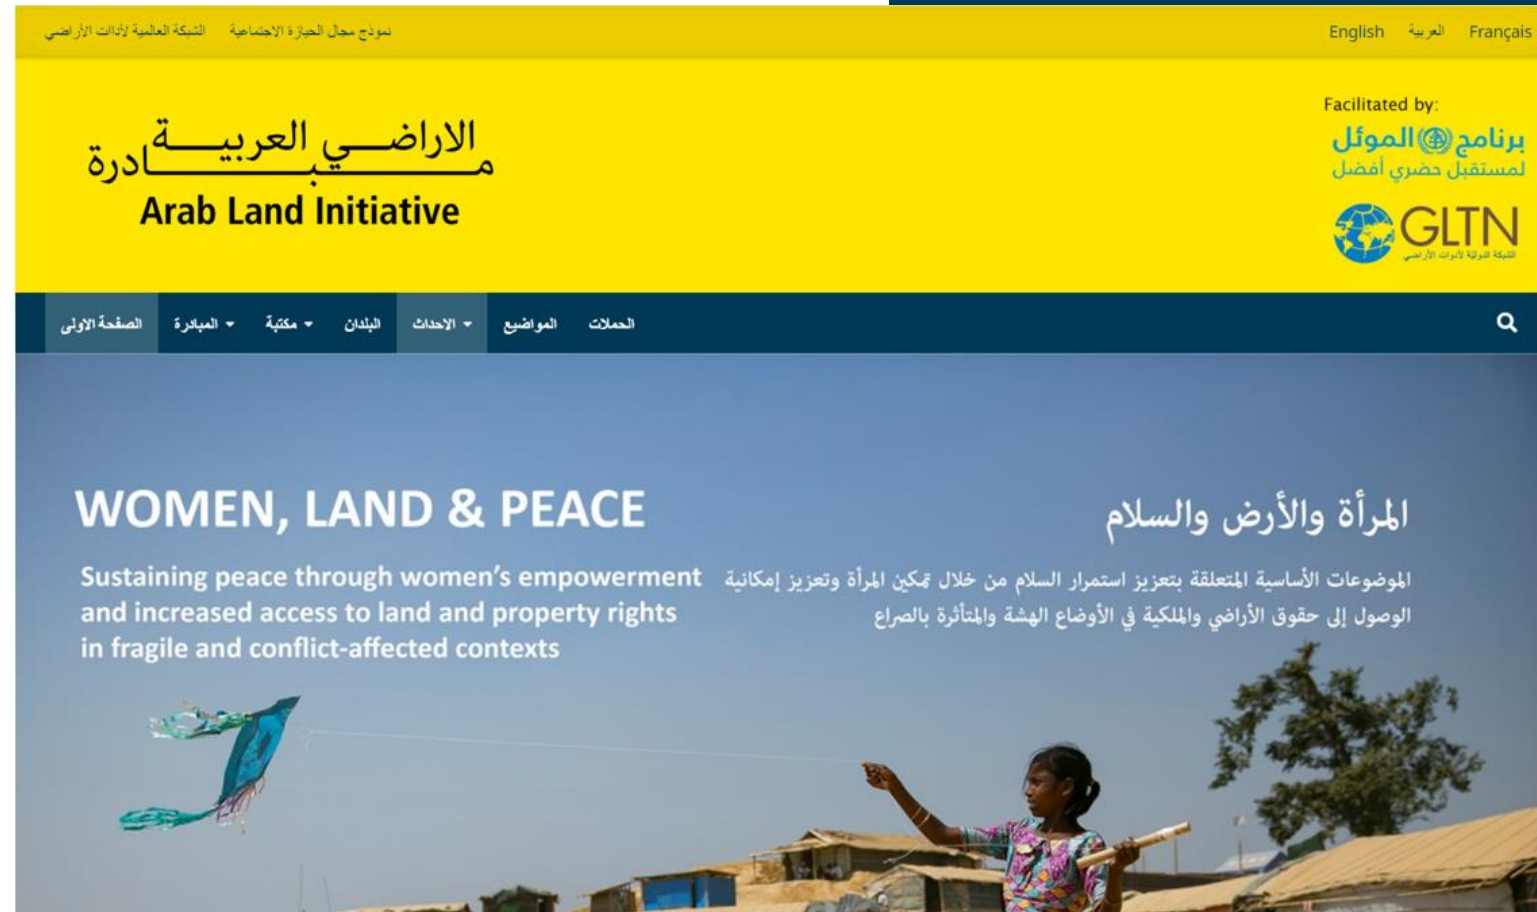 نموذج مجال الحيازة الاجتماعية    الشبكة العالمية لأداات الأراضي
English    العربية    Français
الاراضي العربية
مبادرة
Arab Land Initiative
Facilitated by:
برنامج الموئل
لمستقبل حضري أفضل
GLTN
الشبكة الدولية لأدوات الأراضي
الصفحة الاولى    المبادرة    مكتبة    البلدان    الاحداث    المواضيع    الحملات
WOMEN, LAND & PEACE
Sustaining peace through women's empowerment
and increased access to land and property rights
in fragile and conflict-affected contexts
المرأة والأرض والسلام
الموضوعات الأساسية المتعلقة بتعزيز استمرار السلام من خلال تمكين المرأة وتعزيز إمكانية
الوصول إلى حقوق الأراضي والملكية في الأوضاع الهشة والمتأثرة بالصراع